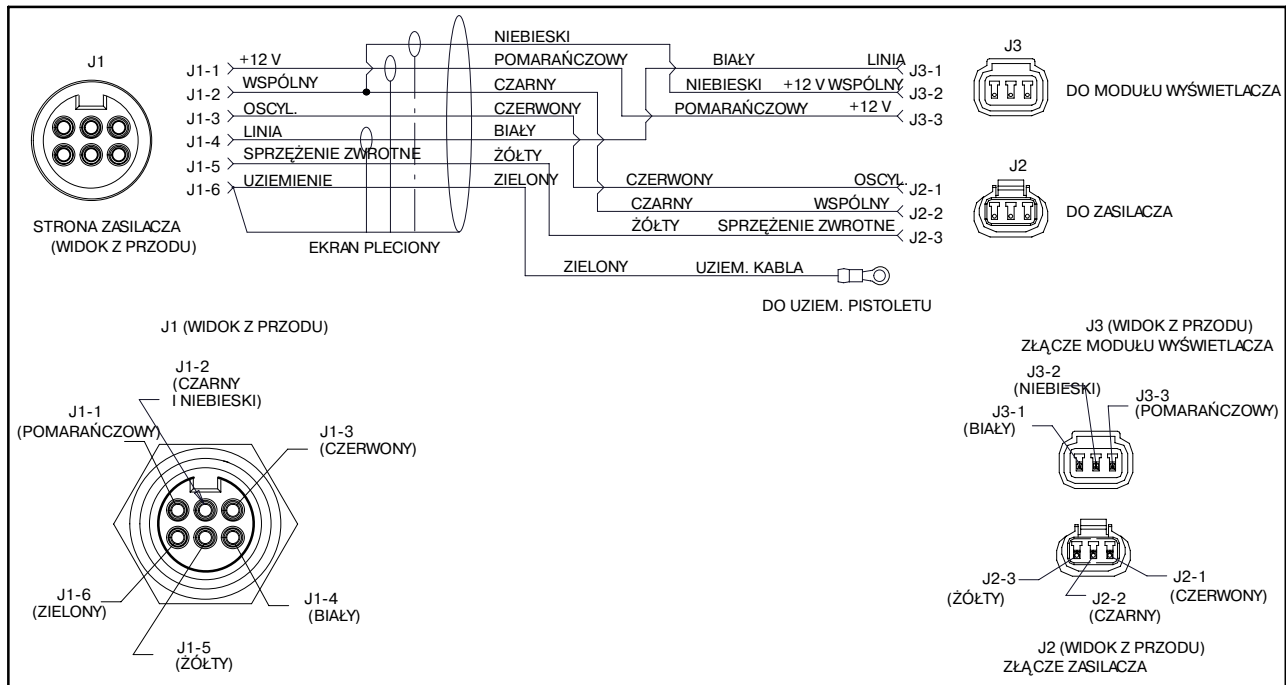 J1
STRONA ZASILACZA
(WIDOK Z PRZODU)
J1-1 +12 V
J1-2 WSPÓLNY
J1-3 OSCYL.
J1-4 LINIA
J1-5 SPRZĘŻENIE ZWROTNE
J1-6 UZIEMIENIE
EKRAN PLECIONY
NIEBIESKI
POMARAŃCZOWY
CZARNY
CZERWONY
BIAŁY
ŻÓŁTY
ZIELONY
BIAŁY LINIA J3-1
NIEBIESKI +12 V WSPÓLNY J3-2
POMARAŃCZOWY +12 V J3-3
J3
DO MODUŁU WYŚWIETLACZA
CZERWONY OSCYL. J2-1
CZARNY WSPÓLNY J2-2
ŻÓŁTY SPRZĘŻENIE ZWROTNE J2-3
J2
DO ZASILACZA
ZIELONY UZIEM. KABLA
DO UZIEM. PISTOLETU
J1 (WIDOK Z PRZODU)
J1-2
(CZARNY
I NIEBIESKI)
J1-1
(POMARAŃCZOWY)
J1-3
(CZERWONY)
J1-6
(ZIELONY)
J1-4
(BIAŁY)
J1-5
(ŻÓŁTY)
J3 (WIDOK Z PRZODU)
ZŁĄCZE MODUŁU WYŚWIETLACZA
J3-2
(NIEBIESKI)
J3-3
(POMARAŃCZOWY)
J3-1
(BIAŁY)
J2-3
(ŻÓŁTY)
J2-1
(CZERWONY)
J2-2
(CZARNY)
J2 (WIDOK Z PRZODU)
ZŁĄCZE ZASILACZA